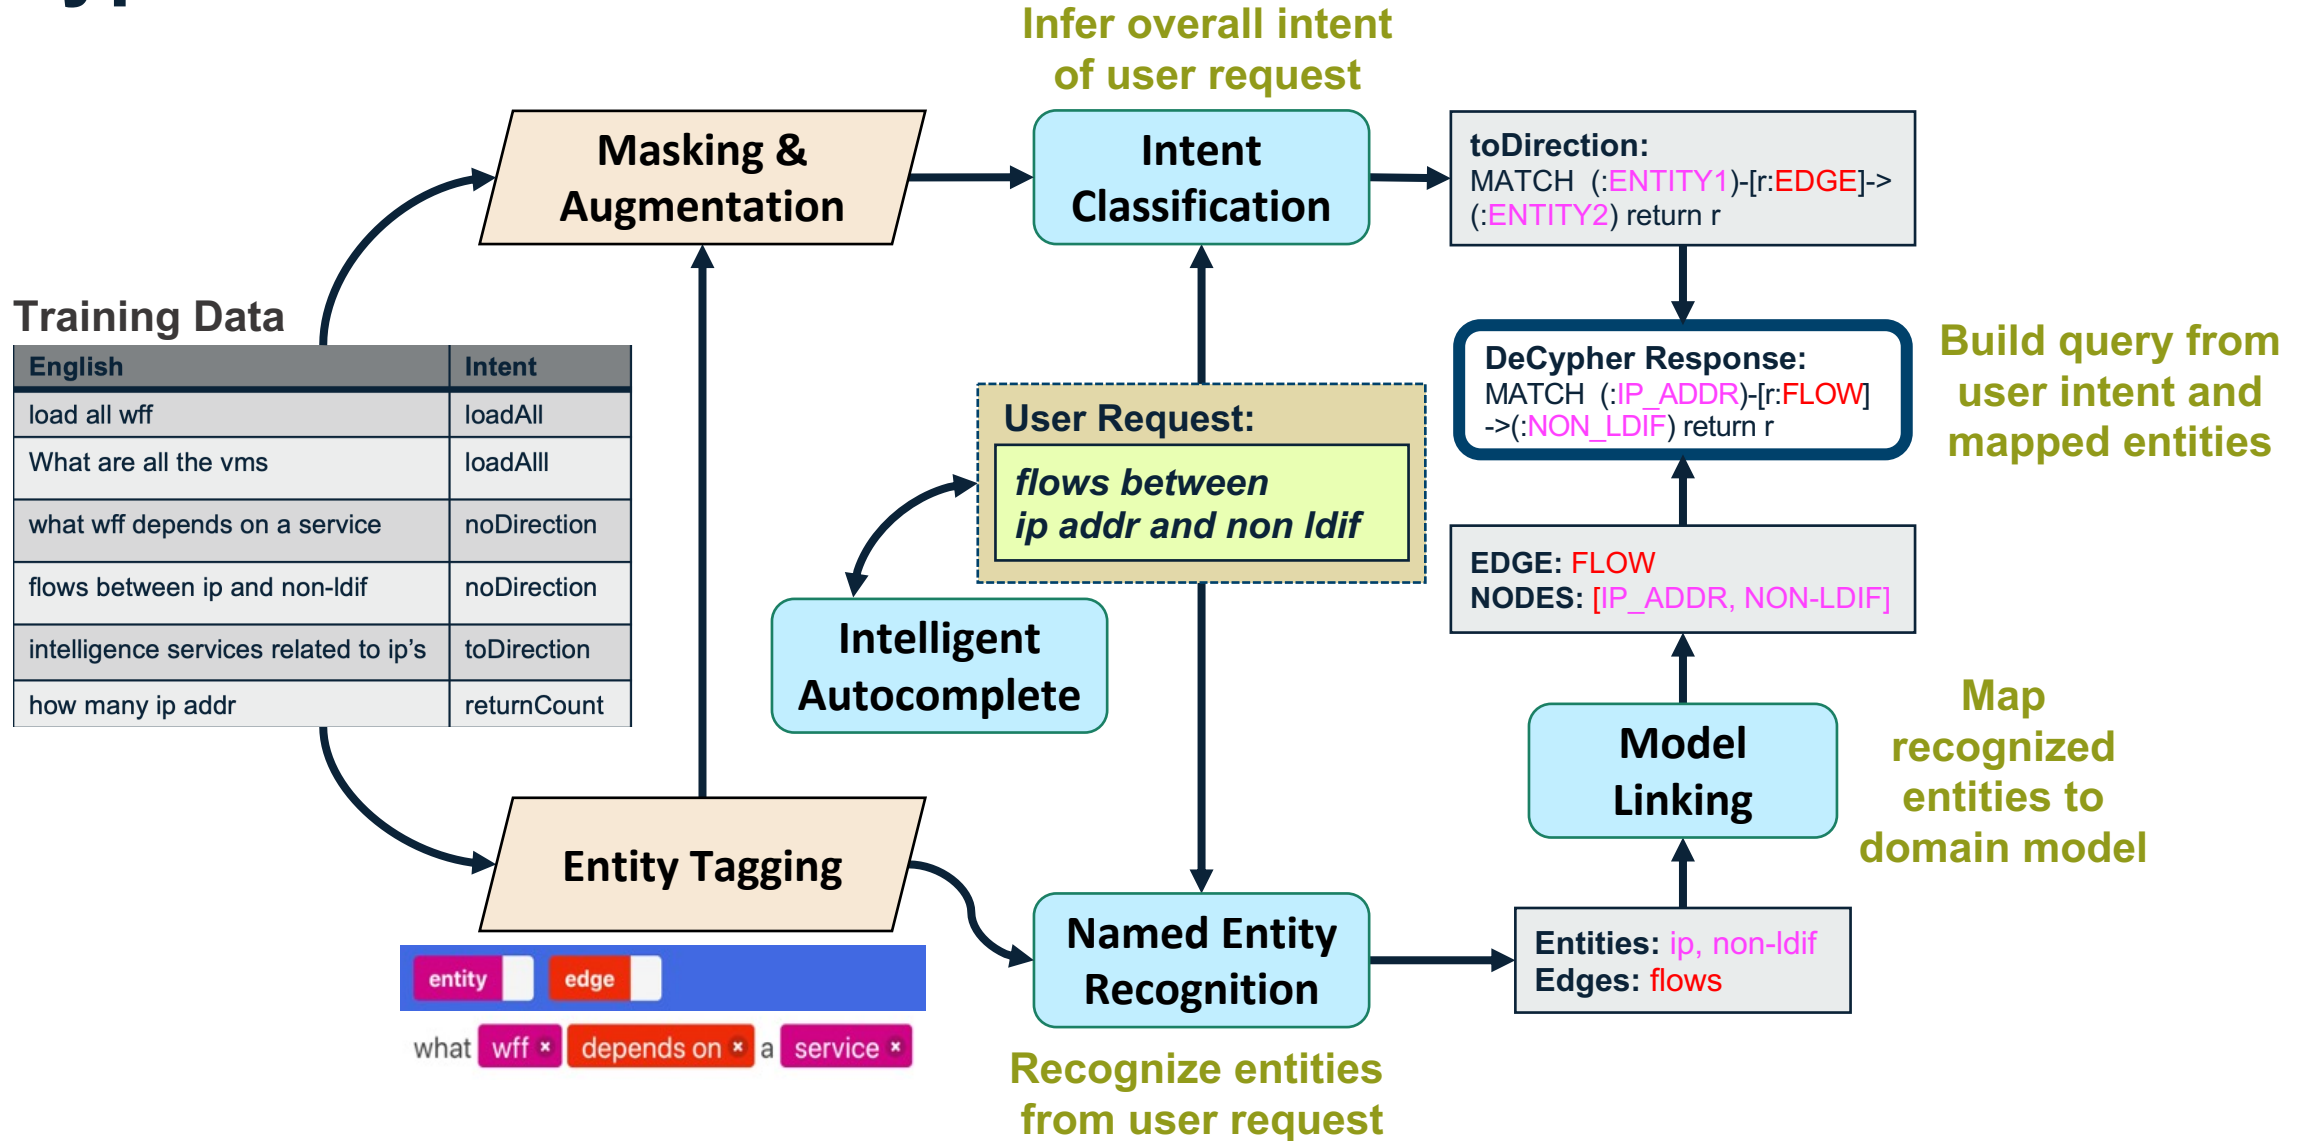 Infer overall intent
of user request
Masking &
Augmentation
Intent
Classification
toDirection:
MATCH (:ENTITY1)-[r:EDGE]->
(:ENTITY2) return r
Training Data
English Intent
load all wff loadAll
What are all the vms loadAlll
what wff depends on a service noDirection
flows between ip and non-ldif noDirection
intelligence services related to ip's toDirection
how many ip addr returnCount
User Request:
flows between
ip addr and non ldif
Intelligent
Autocomplete
DeCypher Response:
MATCH (:IP_ADDR)-[r:FLOW]
->(:NON_LDIF) return r
Build query from
user intent and
mapped entities
EDGE: FLOW
NODES: [IP_ADDR, NON-LDIF]
Model
Linking
Map
recognized
entities to
domain model
Entity Tagging
entity edge
what wff × depends on × a service ×
Named Entity
Recognition
Entities: ip, non-ldif
Edges: flows
Recognize entities
from user request